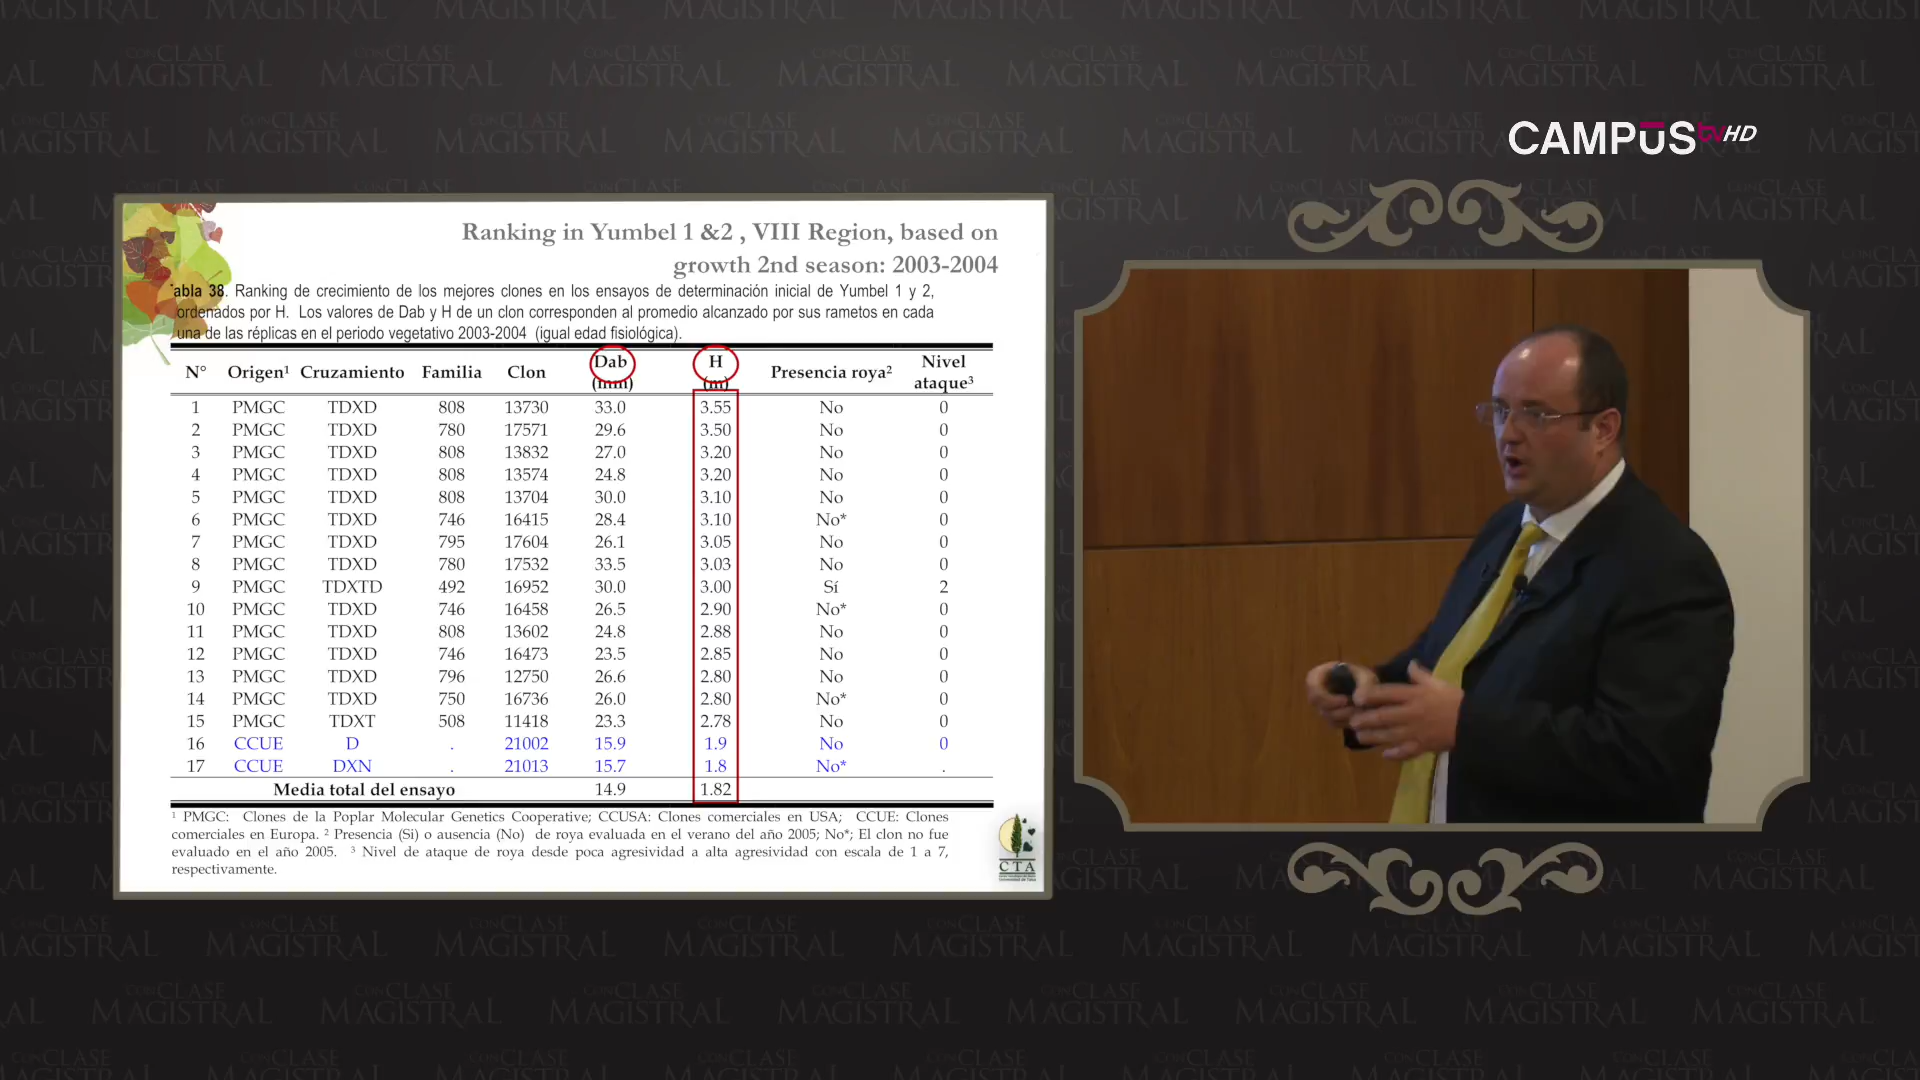 CAMPUS tv HD
Ranking in Yumbel 1 &2 , VIII Region, based on
growth 2nd season: 2003-2004
abla 38. Ranking de crecimiento de los mejores clones en los ensayos de determinación inicial de Yumbel 1 y 2,
ordenados por H. Los valores de Dab y H de un clon corresponden al promedio alcanzado por sus rametos en cada
una de las réplicas en el periodo vegetativo 2003-2004 (igual edad fisiológica).
N° Origen¹ Cruzamiento Familia Clon Dab (mm) H (m) Presencia roya² Nivel ataque³
1 PMGC TDXD 808 13730 33.0 3.55 No 0
2 PMGC TDXD 780 17571 29.6 3.50 No 0
3 PMGC TDXD 808 13832 27.0 3.20 No 0
4 PMGC TDXD 808 13574 24.8 3.20 No 0
5 PMGC TDXD 808 13704 30.0 3.10 No 0
6 PMGC TDXD 746 16415 28.4 3.10 No* 0
7 PMGC TDXD 795 17604 26.1 3.05 No 0
8 PMGC TDXD 780 17532 33.5 3.03 No 0
9 PMGC TDXTD 492 16952 30.0 3.00 Sí 2
10 PMGC TDXD 746 16458 26.5 2.90 No* 0
11 PMGC TDXD 808 13602 24.8 2.88 No 0
12 PMGC TDXD 746 16473 23.5 2.85 No 0
13 PMGC TDXD 796 12750 26.6 2.80 No 0
14 PMGC TDXD 750 16736 26.0 2.80 No* 0
15 PMGC TDXT 508 11418 23.3 2.78 No 0
16 CCUE D . 21002 15.9 1.9 No 0
17 CCUE DXN . 21013 15.7 1.8 No* .
Media total del ensayo 14.9 1.82
¹ PMGC: Clones de la Poplar Molecular Genetics Cooperative; CCUSA: Clones comerciales en USA; CCUE: Clones
comerciales en Europa. ² Presencia (Si) o ausencia (No) de roya evaluada en el verano del año 2005; No*; El clon no fue
evaluado en el año 2005. ³ Nivel de ataque de roya desde poca agresividad a alta agresividad con escala de 1 a 7,
respectivamente.
CTA
CON CLASE
MAGISTRAL